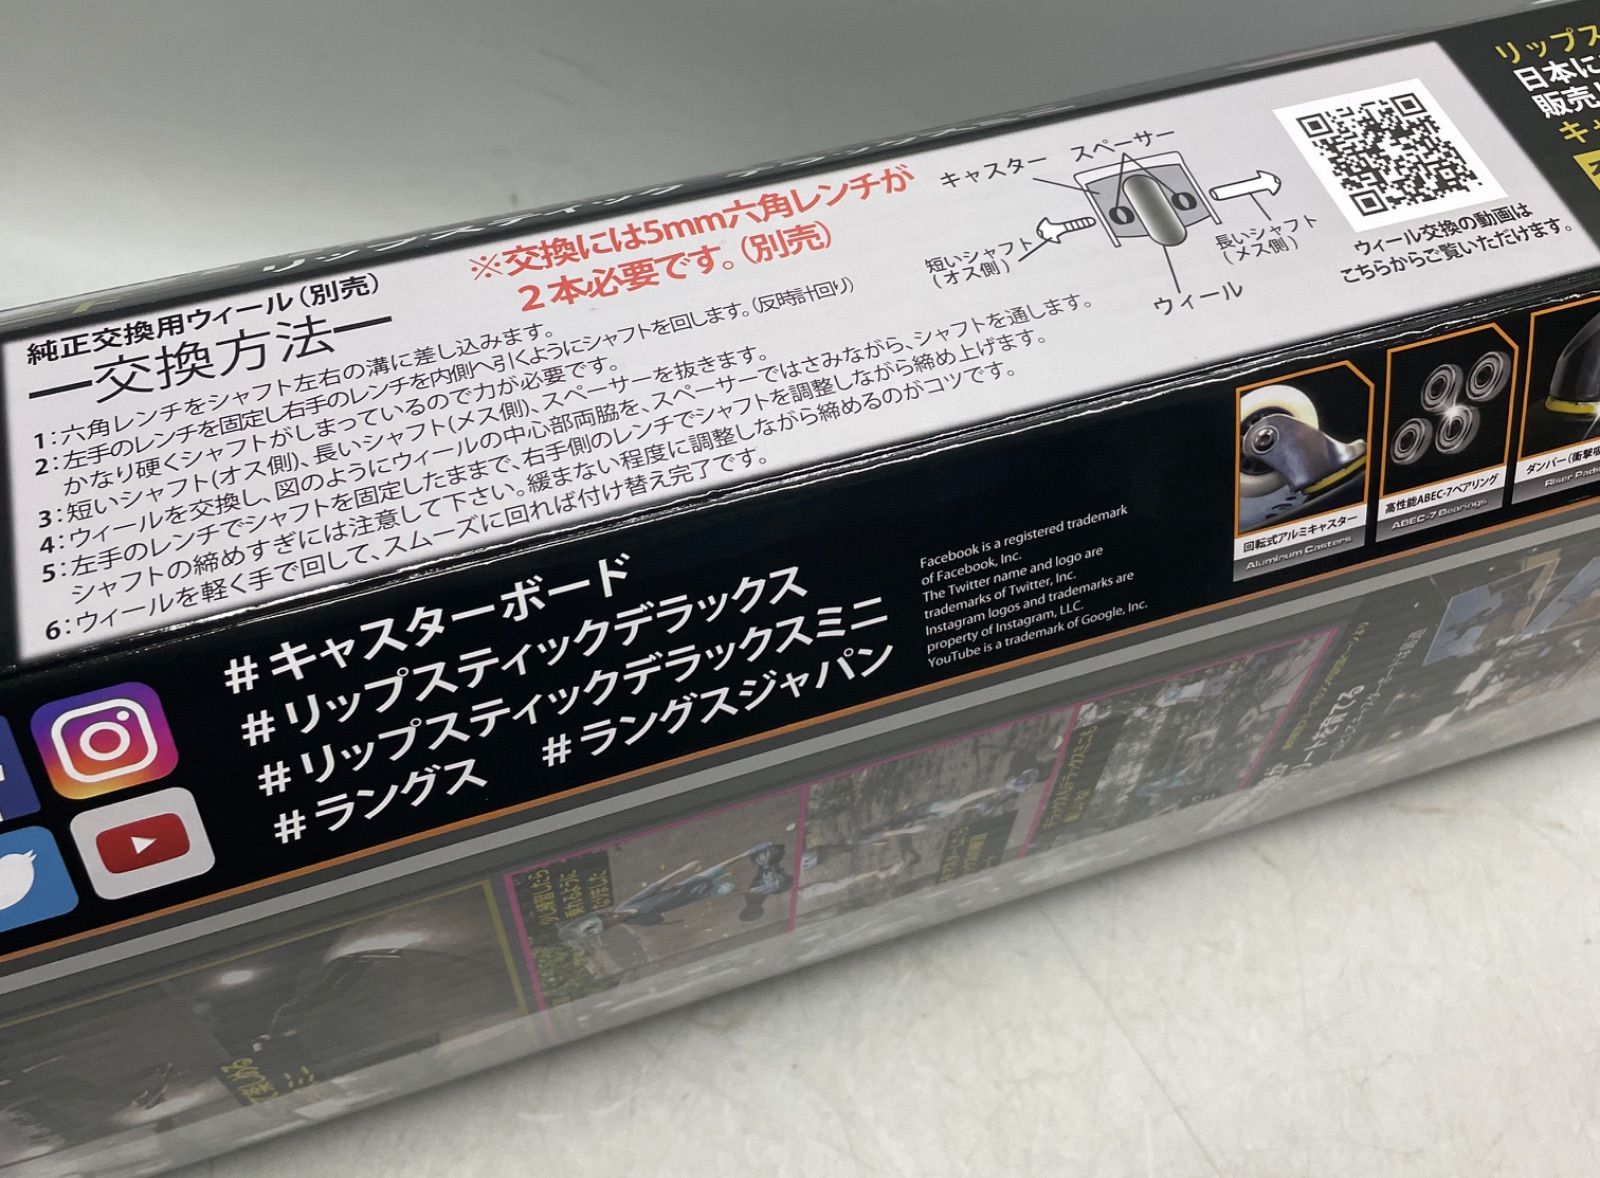 純正交換用ウィール(別売)
ー交換方法ー
※交換には5mm六角レンチが
2本必要です。(別売)
1:六角レンチをシャフト左右の溝に差し込みます。
2:左手のレンチを固定し右手のレンチを内側へ引くようにシャフトを回します。(反時計回り)
かなり硬くシャフトがしまっているので力が必要です。
3:短いシャフト(オス側)、長いシャフト(メス側)、スペーサーを抜きます。
4:ウィールを交換し、図のようにウィールの中心部両脇を、スペーサーではさみながら、シャフトを通します。
5:左手のレンチでシャフトを固定したままで、右手側のレンチでシャフトを調整しながら締め上げます。
シャフトの締めすぎには注意して下さい。緩まない程度に調整しながら締めるのがコツです。
6:ウィールを軽く手で回して、スムーズに回れば付け替え完了です。
キャスター
スペーサー
短いシャフト
(オス側)
長いシャフト
(メス側)
ウィール
ウィール交換の動画は
こちらからご覧いただけます。
#キャスターボード
#リップスティックデラックス
#リップスティックデラックスミニ
#ラングス #ラングスジャパン
Facebook is a registered trademark
of Facebook, Inc.
The Twitter name and logo are
trademarks of Twitter, Inc.
Instagram logos and trademarks are
property of Instagram, LLC.
YouTube is a trademark of Google, Inc.
回転式アルミキャスター
Aluminum Casters
高性能ABEC-7ベアリング
ABEC-7 Bearings
ダンパー(衝撃
リップス
日本に
販売